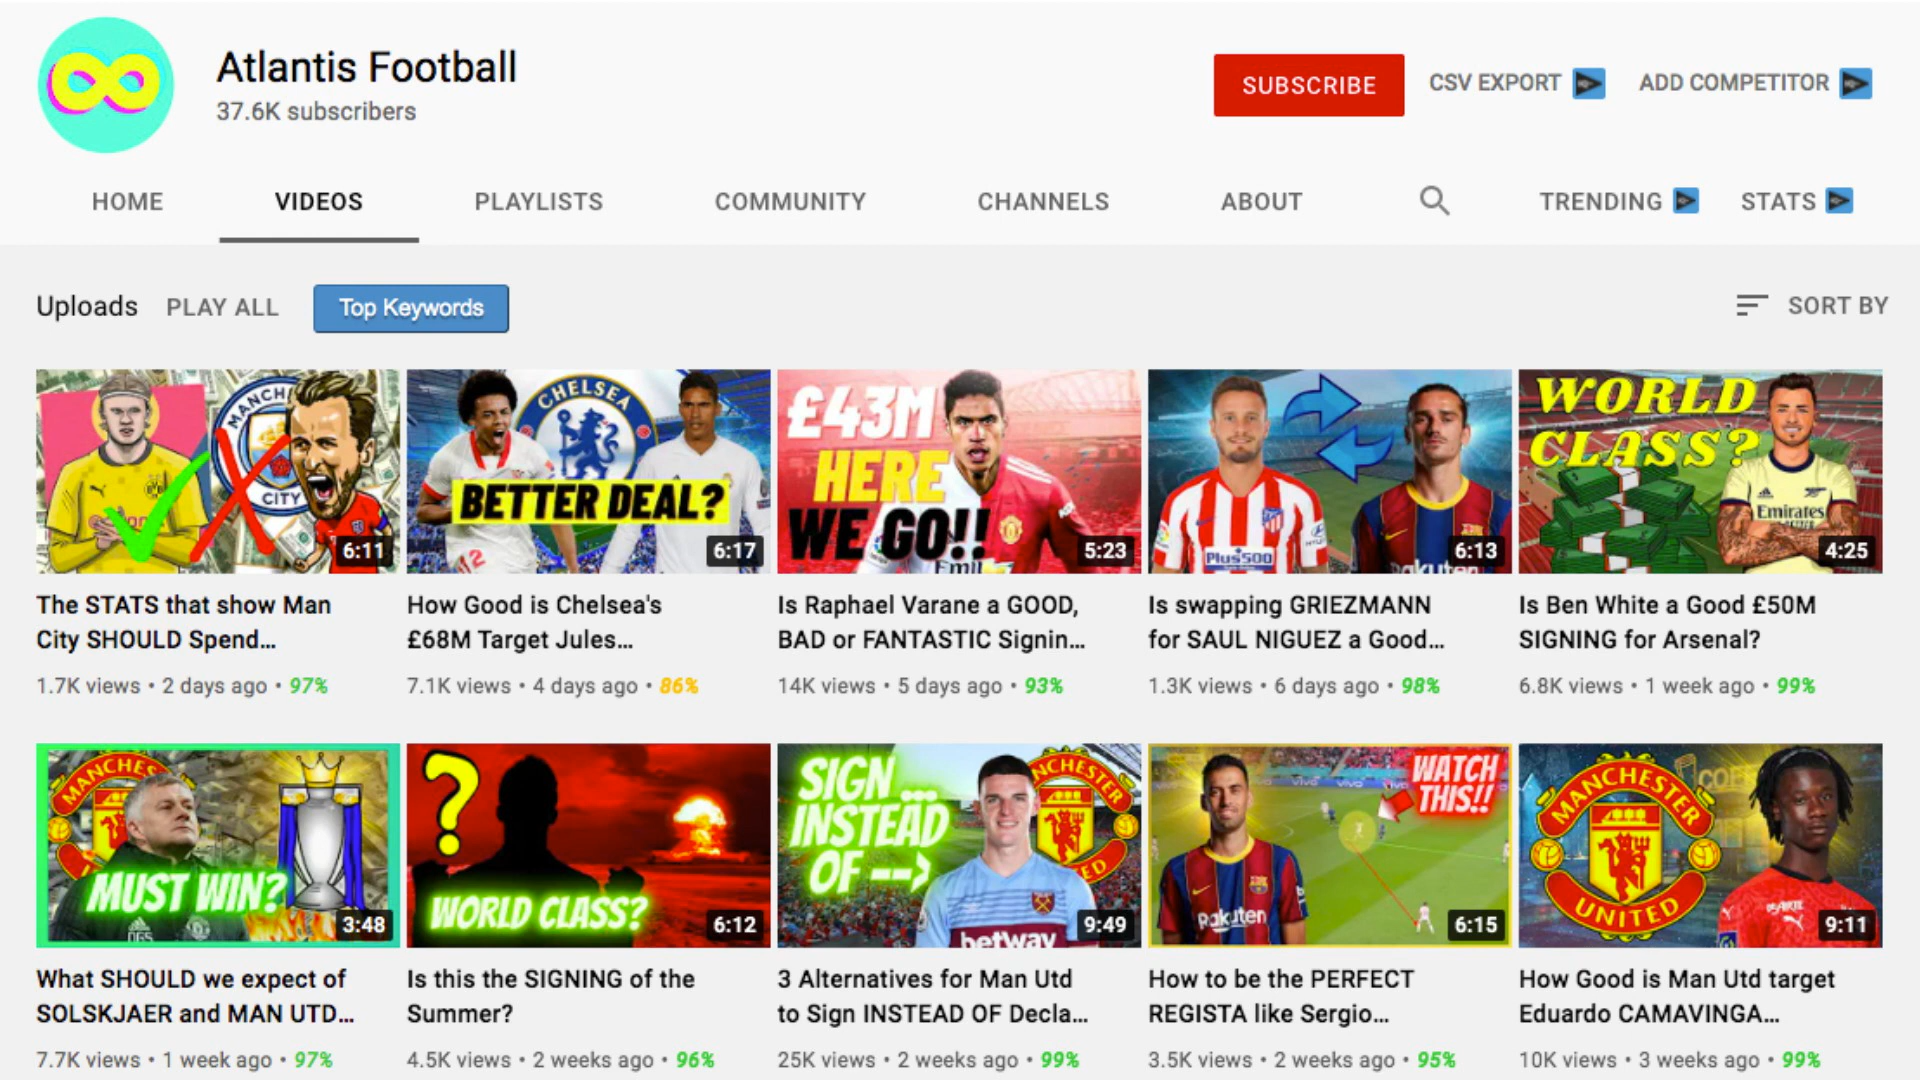 Atlantis Football
37.6K subscribers
SUBSCRIBE
CSV EXPORT
ADD COMPETITOR
HOME
VIDEOS
PLAYLISTS
COMMUNITY
CHANNELS
ABOUT
TRENDING
STATS
Uploads
PLAY ALL
Top Keywords
SORT BY
MANCH
CITY
6:11
The STATS that show Man
City SHOULD Spend...
1.7K views • 2 days ago • 97%
CHELSEA
BETTER DEAL?
6:17
How Good is Chelsea's
£68M Target Jules...
7.1K views • 4 days ago • 86%
£43M
HERE
WE GO!!
5:23
Is Raphael Varane a GOOD,
BAD or FANTASTIC Signin...
14K views • 5 days ago • 93%
Plus500
Rakuten
6:13
Is swapping GRIEZMANN
for SAUL NIGUEZ a Good...
1.3K views • 6 days ago • 98%
WORLD
CLASS?
Emirates
4:25
Is Ben White a Good £50M
SIGNING for Arsenal?
6.8K views • 1 week ago • 99%
MANCHES
MUST WIN?
3:48
What SHOULD we expect of
SOLSKJAER and MAN UTD...
7.7K views • 1 week ago • 97%
?
WORLD CLASS?
6:12
Is this the SIGNING of the
Summer?
4.5K views • 2 weeks ago • 96%
SIGN ...
INSTEAD
OF -->
NCHESTER
ED
betway
9:49
3 Alternatives for Man Utd
to Sign INSTEAD OF Decla...
25K views • 2 weeks ago • 99%
WATCH
THIS!!
Rakuten
6:15
How to be the PERFECT
REGISTA like Sergio...
3.5K views • 2 weeks ago • 95%
MANCHESTER
UNITED
9:11
How Good is Man Utd target
Eduardo CAMAVINGA...
10K views • 3 weeks ago • 99%